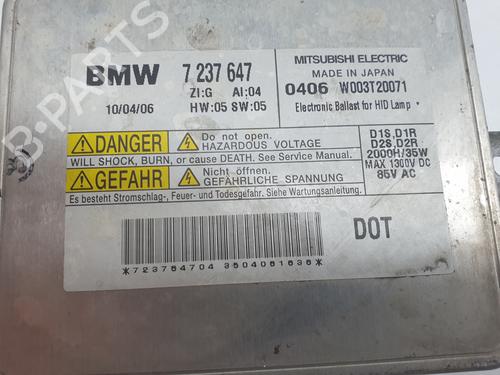 BMW 7 237 647
ZI:G AI:04
10/04/06 HW:05 SW:05
MITSUBISHI ELECTRIC
MADE IN JAPAN
0406 W003T20071
Electronic Ballast for HID Lamp
DANGER Do not open.
HAZARDOUS VOLTAGE
WILL SHOCK, BURN, or cause DEATH. See Service Manual.
GEFAHR Nicht öffnen.
GEFÄHRLICHE SPANNUNG
Es besteht Stromschlag-, Feuer- und Todesgefahr. Siehe Wartungsanleitung.
D1S,D1R
D2S,D2R
2000H/35W
MAX 1300V DC
85V AC
DOT
*723764704 3504061636*
B-PARTS